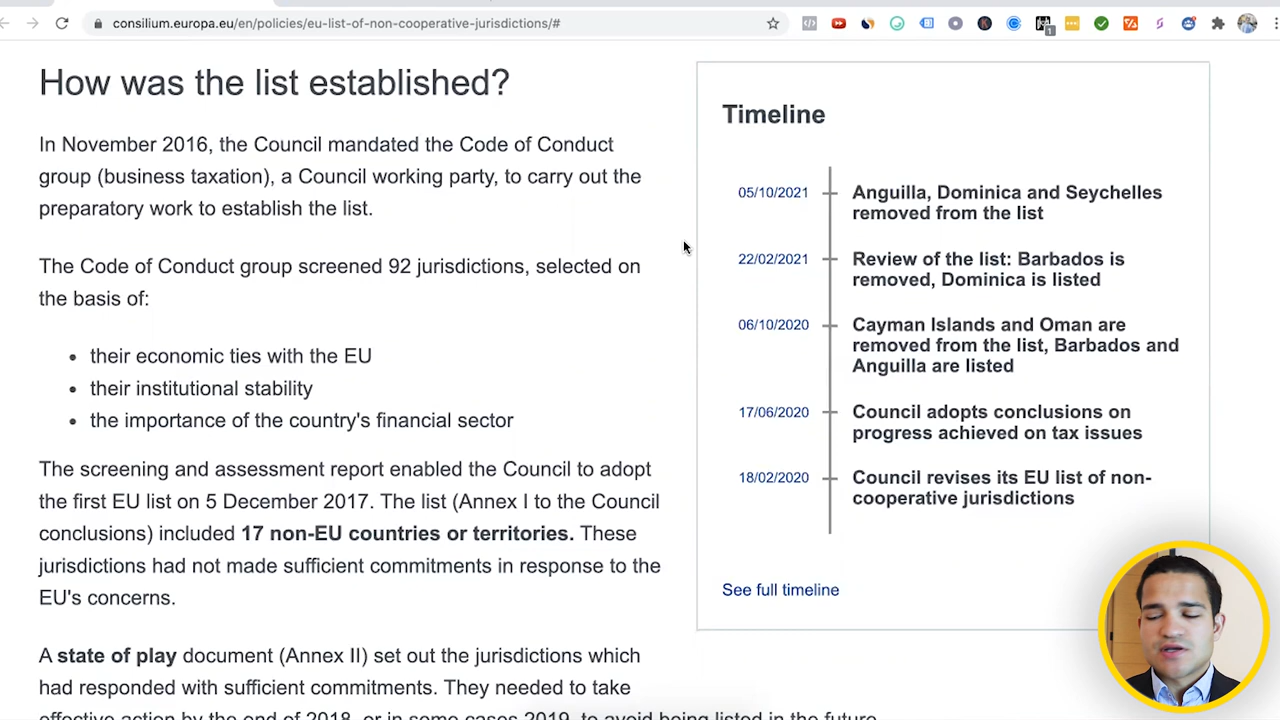 consilium.europa.eu/en/policies/eu-list-of-non-cooperative-jurisdictions/#
How was the list established?
In November 2016, the Council mandated the Code of Conduct
group (business taxation), a Council working party, to carry out the
preparatory work to establish the list.
The Code of Conduct group screened 92 jurisdictions, selected on
the basis of:
• their economic ties with the EU
• their institutional stability
• the importance of the country's financial sector
The screening and assessment report enabled the Council to adopt
the first EU list on 5 December 2017. The list (Annex I to the Council
conclusions) included 17 non-EU countries or territories. These
jurisdictions had not made sufficient commitments in response to the
EU's concerns.
A state of play document (Annex II) set out the jurisdictions which
had responded with sufficient commitments. They needed to take
effective action by the end of 2018, or in some cases 2019, to avoid being listed in the future.
Timeline
05/10/2021
Anguilla, Dominica and Seychelles
removed from the list
22/02/2021
Review of the list: Barbados is
removed, Dominica is listed
06/10/2020
Cayman Islands and Oman are
removed from the list, Barbados and
Anguilla are listed
17/06/2020
Council adopts conclusions on
progress achieved on tax issues
18/02/2020
Council revises its EU list of non-
cooperative jurisdictions
See full timeline